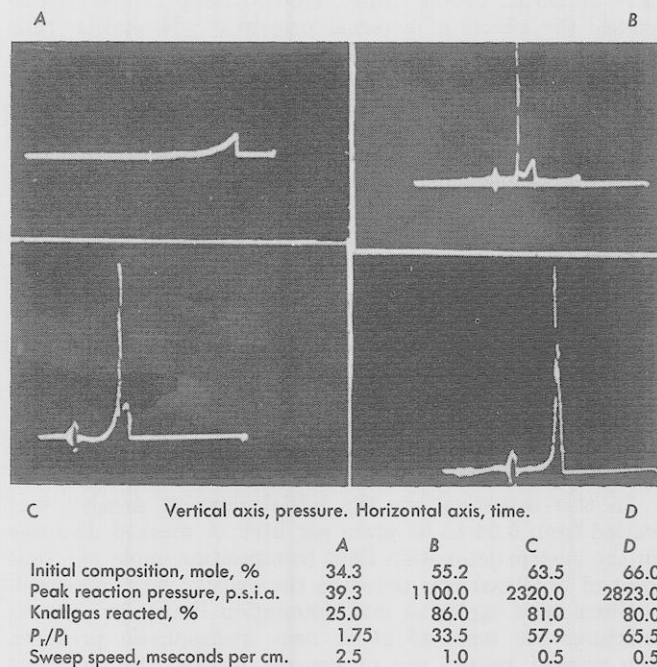 A B
C Vertical axis, pressure. Horizontal axis, time. D
A B C D
Initial composition, mole, % 34.3 55.2 63.5 66.0
Peak reaction pressure, p.s.i.a. 39.3 1100.0 2320.0 2823.0
Knallgas reacted, % 25.0 86.0 81.0 80.0
Pr/PI 1.75 33.5 57.9 65.5
Sweep speed, mseconds per cm. 2.5 1.0 0.5 0.5